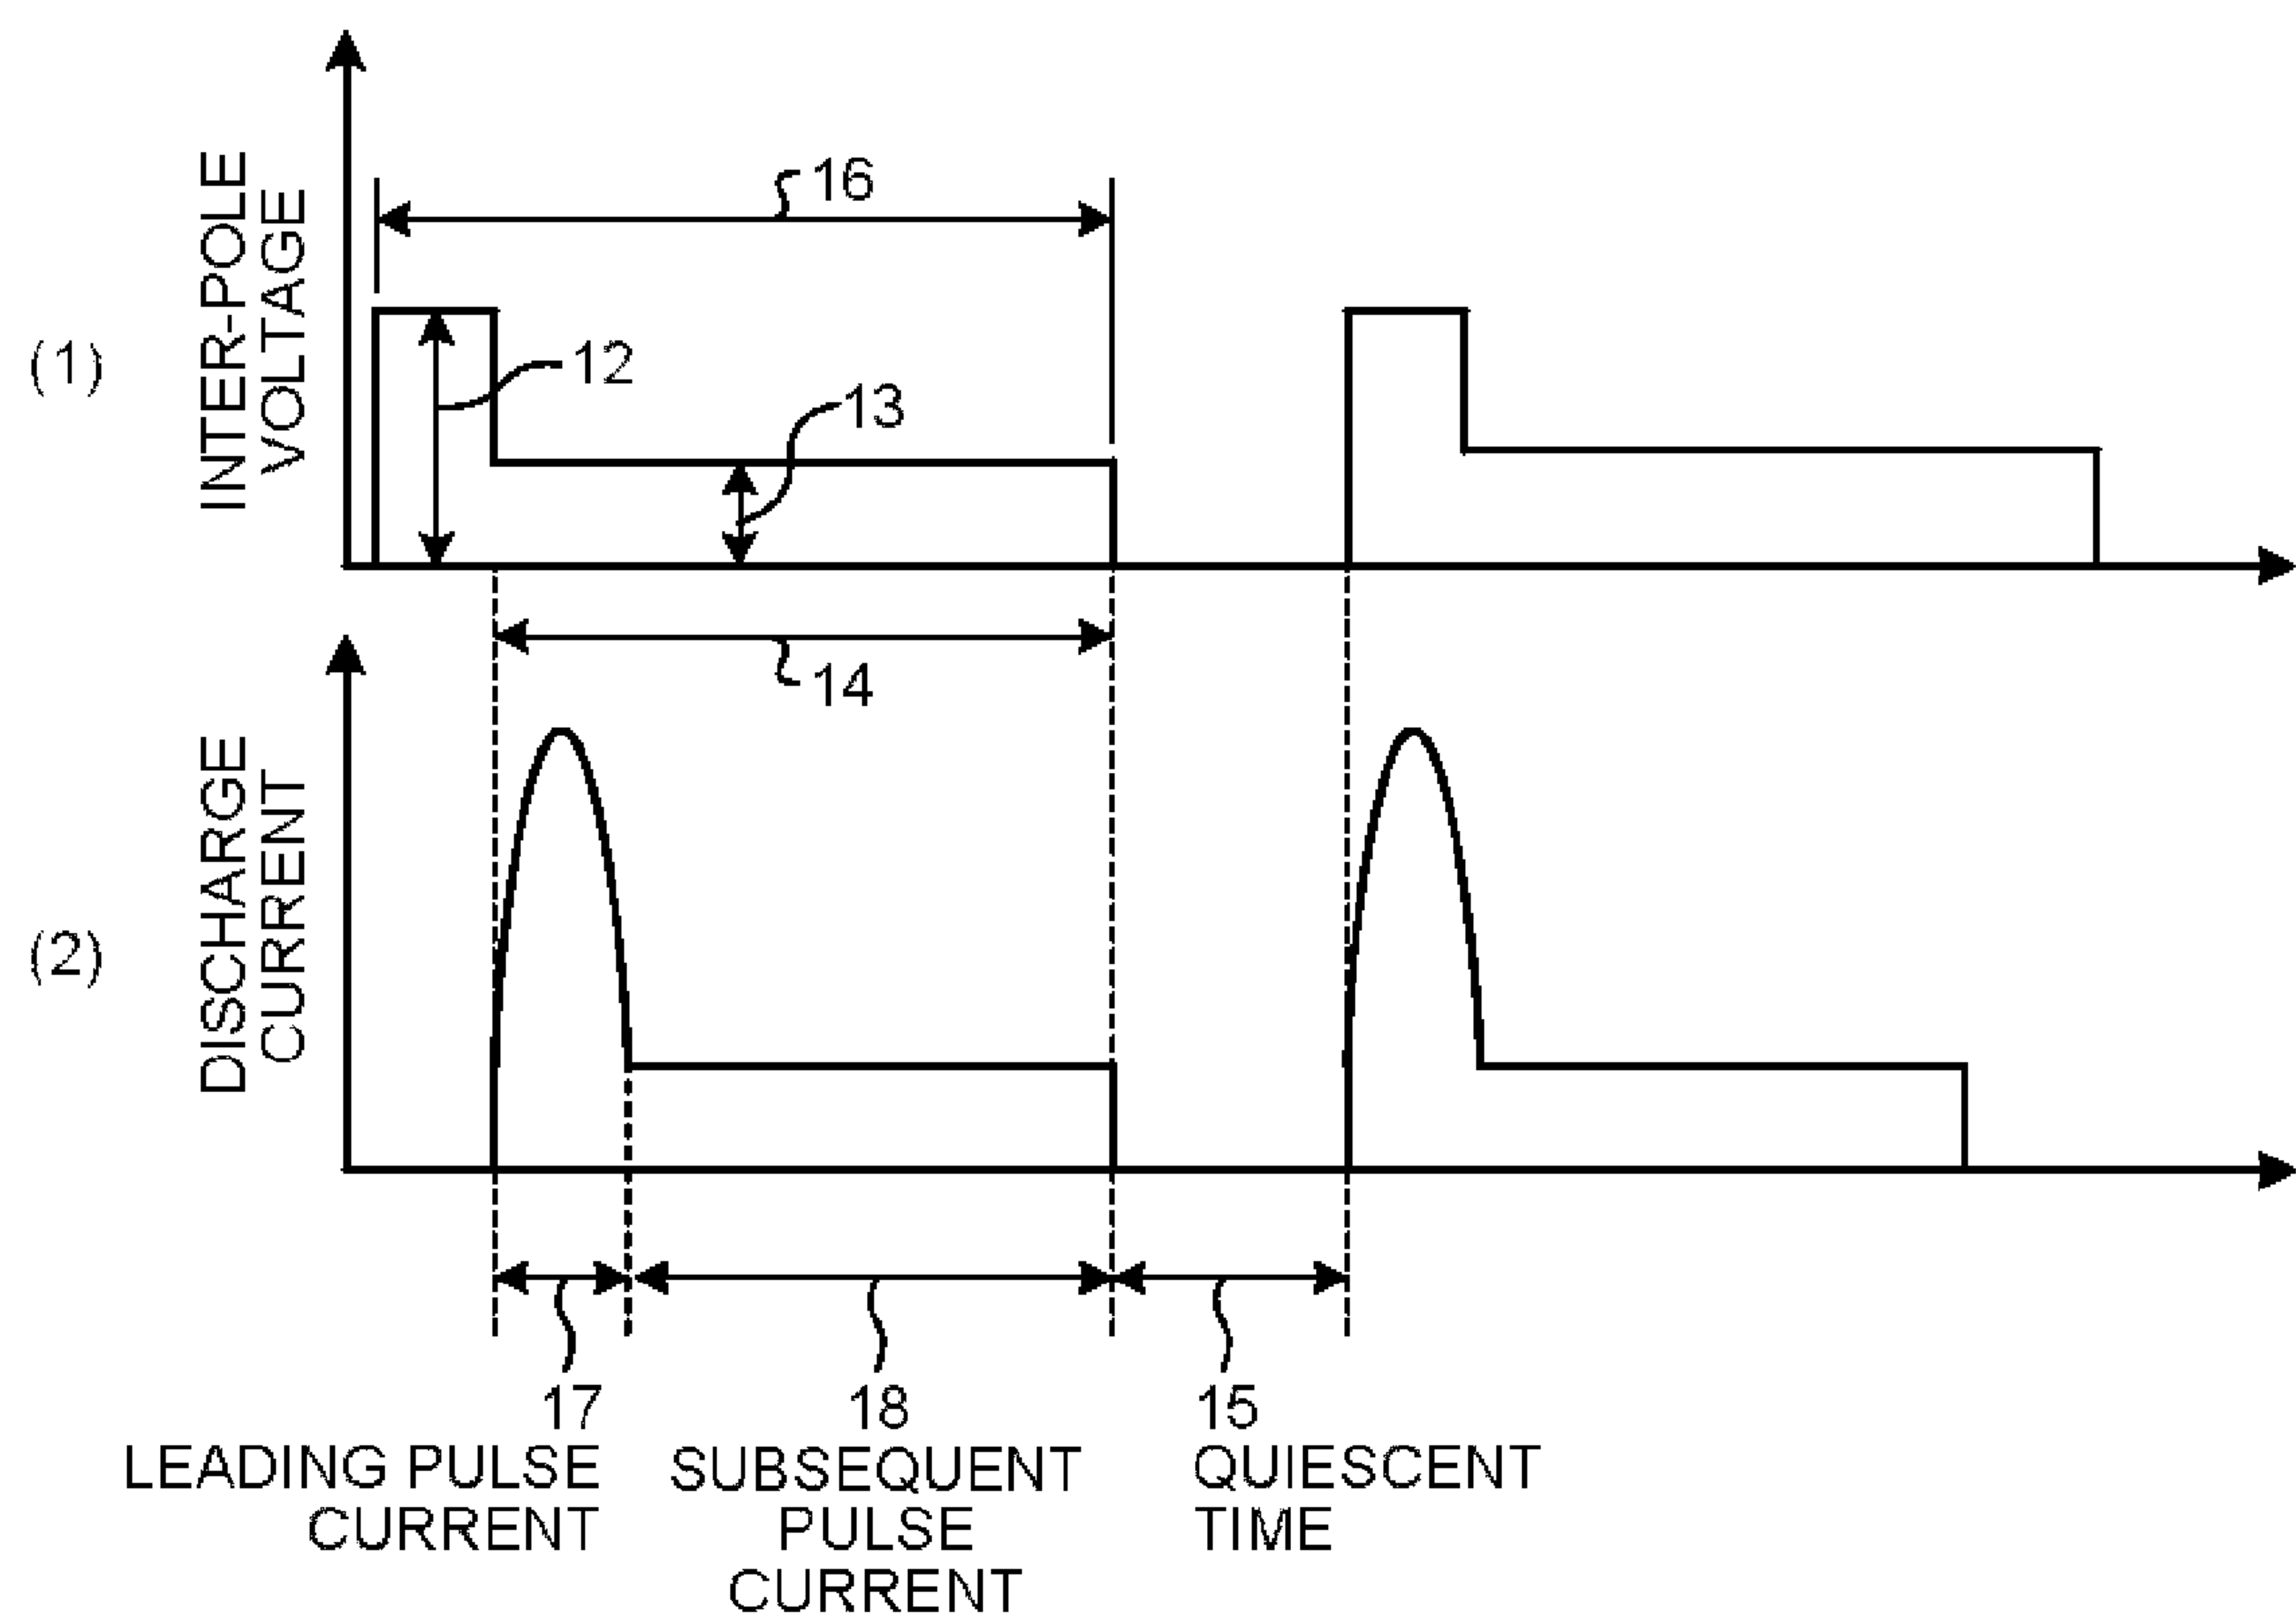 (1)
INTER-POLE
VOLTAGE
16
12
13
14
(2)
DISCHARGE
CURRENT
17
LEADING PULSE
CURRENT
18
SUBSEQUENT
PULSE
CURRENT
15
QUIESCENT
TIME